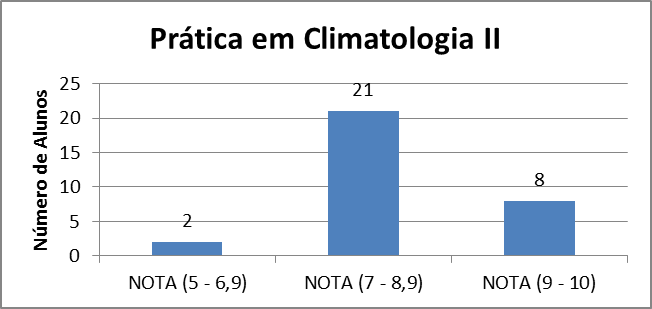 Prática em Climatologia II
Número de Alunos
25
20
15
10
5
0
2
21
8
NOTA (5 - 6,9)
NOTA (7 - 8,9)
NOTA (9 - 10)